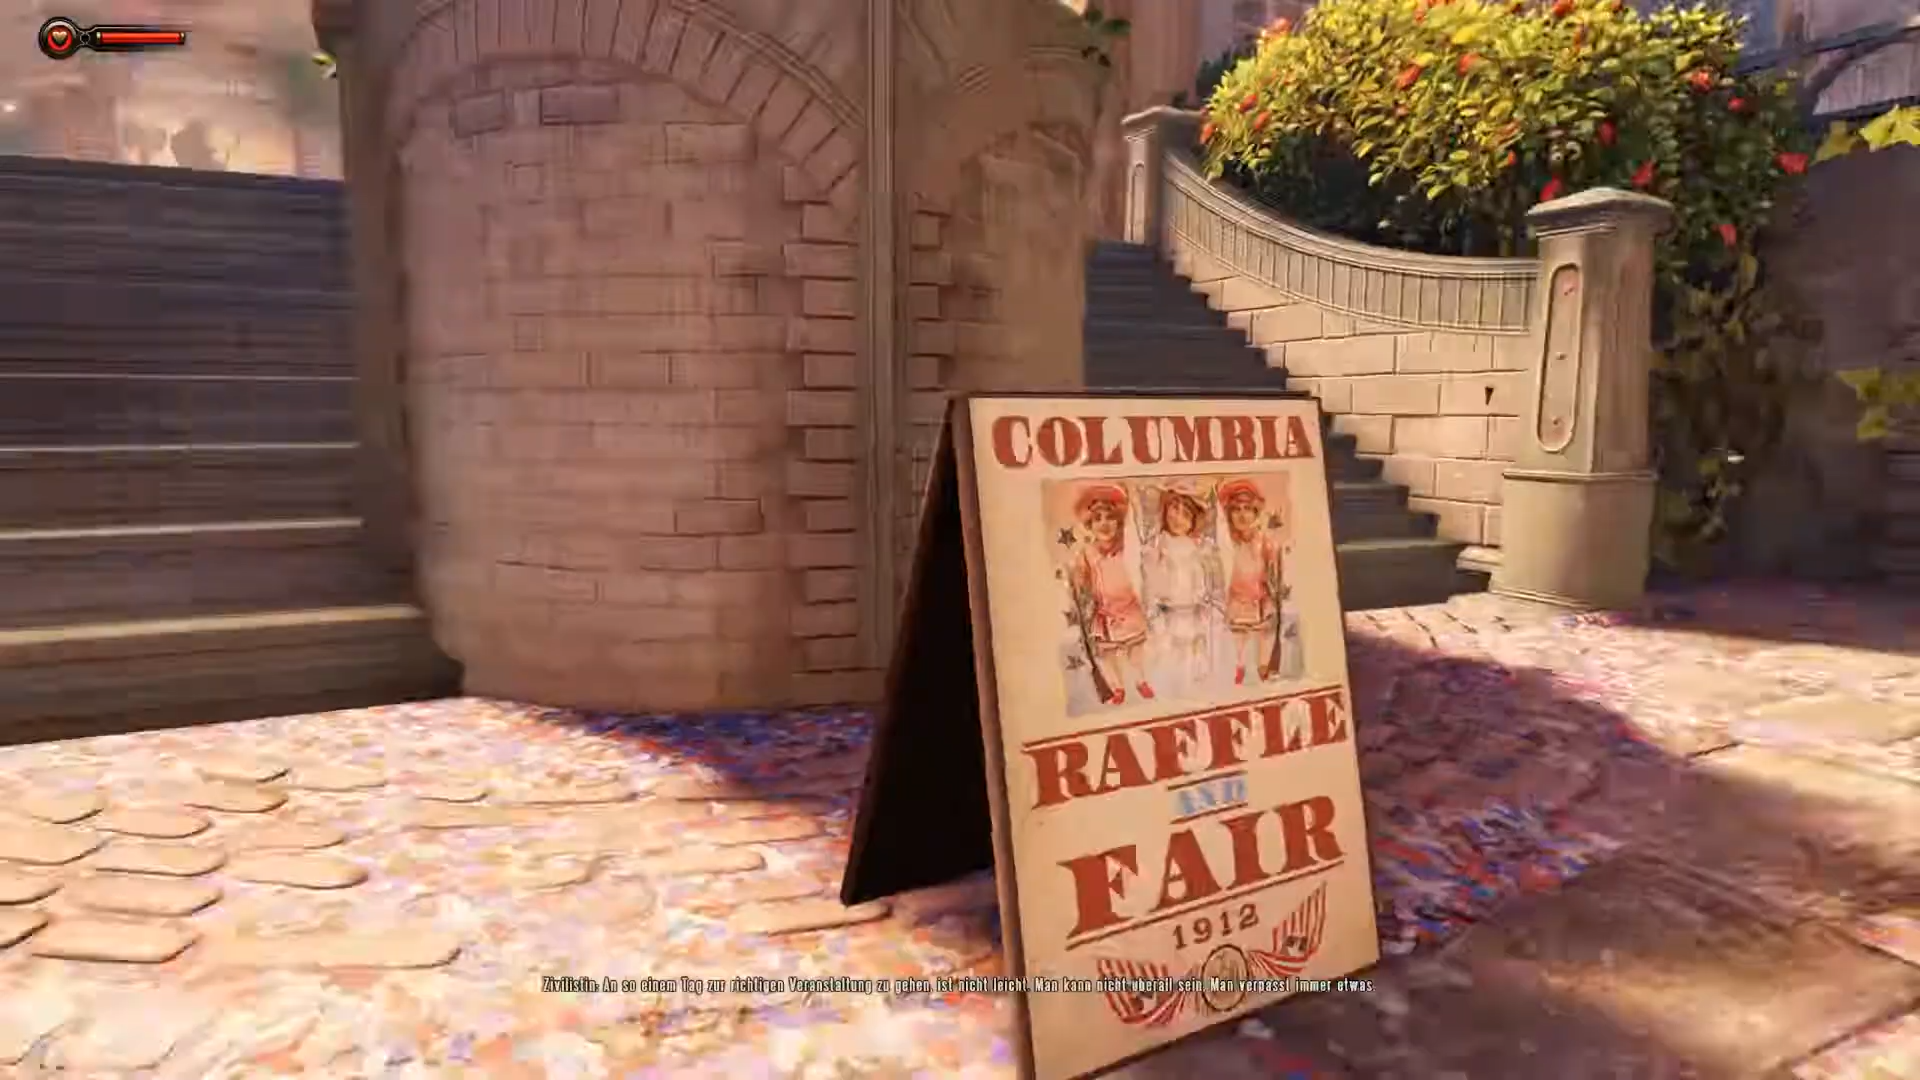 COLUMBIA
RAFFLE
AND
FAIR
1912
Zivilistin: An so einem Tag zur richtigen Veranstaltung zu gehen, ist nicht leicht. Man kann nicht überall sein. Man verpasst immer etwas.